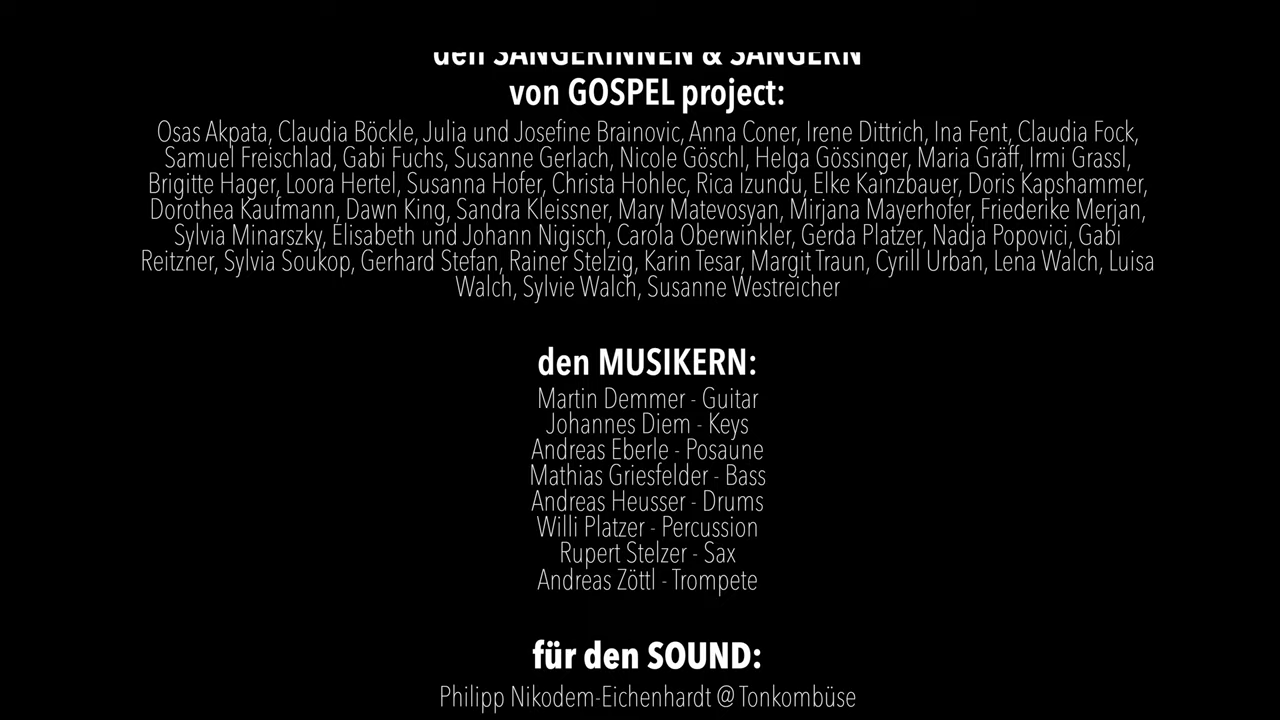 den SÄNGERINNEN & SÄNGERN
von GOSPEL project:
Osas Akpata, Claudia Böckle, Julia und Josefine Brainovic, Anna Coner, Irene Dittrich, Ina Fent, Claudia Fock,
Samuel Freischlad, Gabi Fuchs, Susanne Gerlach, Nicole Göschl, Helga Gössinger, Maria Gräff, Irmi Grassl,
Brigitte Hager, Loora Hertel, Susanna Hofer, Christa Hohlec, Rica Izundu, Elke Kainzbauer, Doris Kapshammer,
Dorothea Kaufmann, Dawn King, Sandra Kleissner, Mary Matevosyan, Mirjana Mayerhofer, Friederike Merjan,
Sylvia Minarszky, Elisabeth und Johann Nigisch, Carola Oberwinkler, Gerda Platzer, Nadja Popovici, Gabi
Reitzner, Sylvia Soukop, Gerhard Stefan, Rainer Stelzig, Karin Tesar, Margit Traun, Cyrill Urban, Lena Walch, Luisa
Walch, Sylvie Walch, Susanne Westreicher
den MUSIKERN:
Martin Demmer - Guitar
Johannes Diem - Keys
Andreas Eberle - Posaune
Mathias Griesfelder - Bass
Andreas Heusser - Drums
Willi Platzer - Percussion
Rupert Stelzer - Sax
Andreas Zöttl - Trompete
für den SOUND:
Philipp Nikodem-Eichenhardt @ Tonkombüse